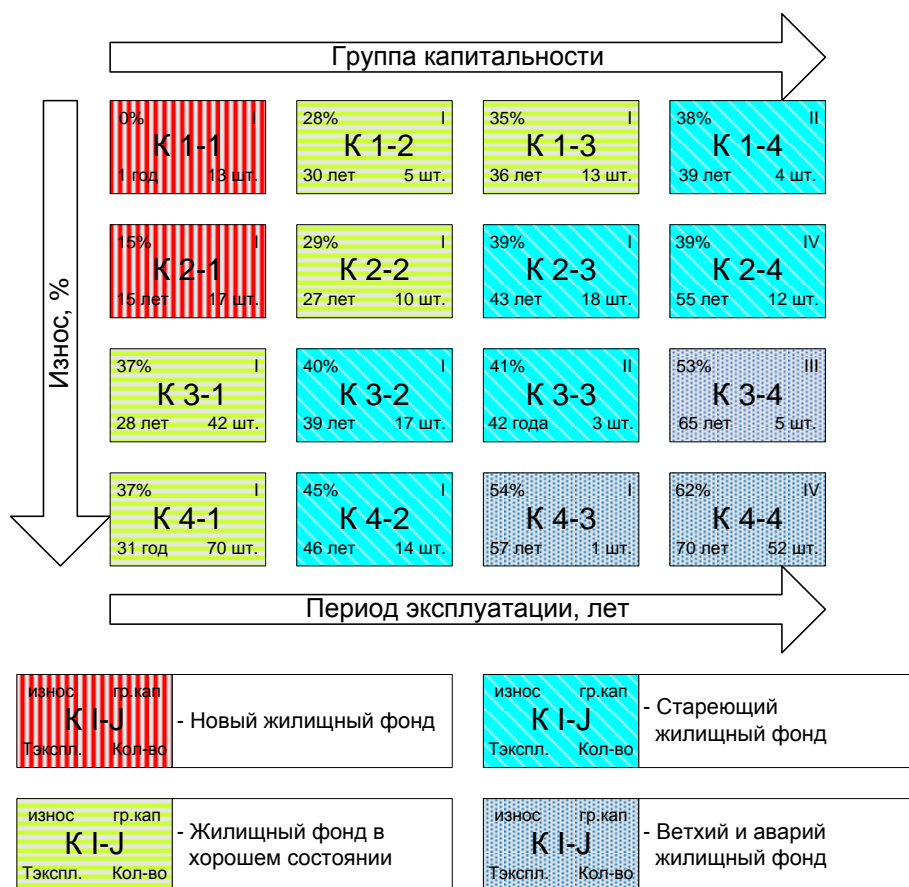 Группа капитальности
Износ, %
0% I
К 1-1
1 год 13 шт.
28% I
К 1-2
30 лет 5 шт.
35% I
К 1-3
36 лет 13 шт.
38% II
К 1-4
39 лет 4 шт.
15% I
К 2-1
15 лет 17 шт.
29% I
К 2-2
27 лет 10 шт.
39% I
К 2-3
43 лет 18 шт.
39% IV
К 2-4
55 лет 12 шт.
37% I
К 3-1
28 лет 42 шт.
40% I
К 3-2
39 лет 17 шт.
41% II
К 3-3
42 года 3 шт.
53% III
К 3-4
65 лет 5 шт.
37% I
К 4-1
31 год 70 шт.
45% I
К 4-2
46 лет 14 шт.
54% I
К 4-3
57 лет 1 шт.
62% IV
К 4-4
70 лет 52 шт.
Период эксплуатации, лет
износ гр.кап
К I-J
Тэкспл. Кол-во
- Новый жилищный фонд
износ гр.кап
К I-J
Тэкспл. Кол-во
- Стареющий
жилищный фонд
износ гр.кап
К I-J
Тэкспл. Кол-во
- Жилищный фонд в
хорошем состоянии
износ гр.кап
К I-J
Тэкспл. Кол-во
- Ветхий и аварий
жилищный фонд